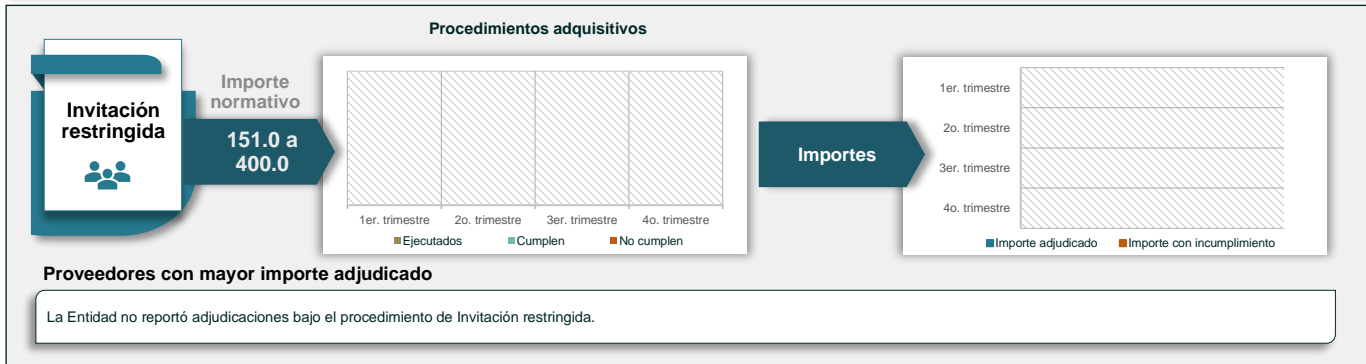 Procedimientos adquisitivos
Invitación
restringida
Importe
normativo
151.0 a
400.0
1er. trimestre
2o. trimestre
3er. trimestre
4o. trimestre
Ejecutados
Cumplen
No cumplen
Importes
1er. trimestre
2o. trimestre
3er. trimestre
4o. trimestre
Importe adjudicado
Importe con incumplimiento
Proveedores con mayor importe adjudicado
La Entidad no reportó adjudicaciones bajo el procedimiento de Invitación restringida.